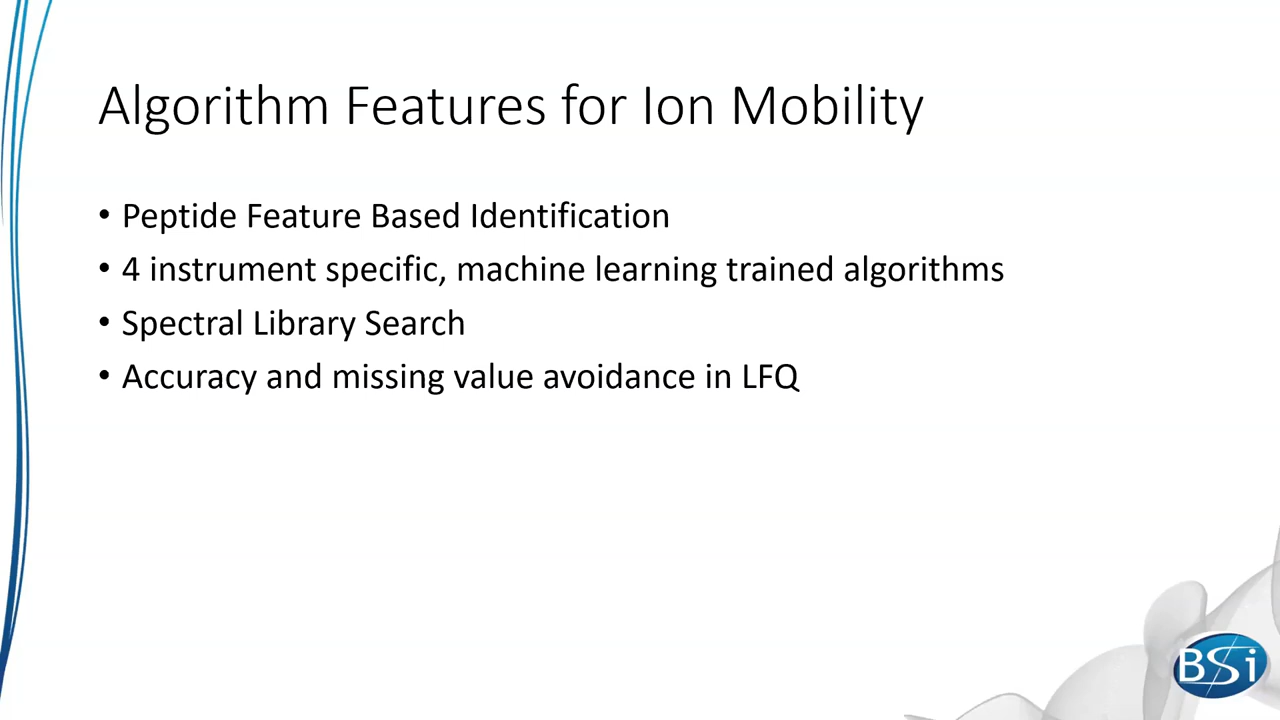 Algorithm Features for Ion Mobility
• Peptide Feature Based Identification
• 4 instrument specific, machine learning trained algorithms
• Spectral Library Search
• Accuracy and missing value avoidance in LFQ
BSi